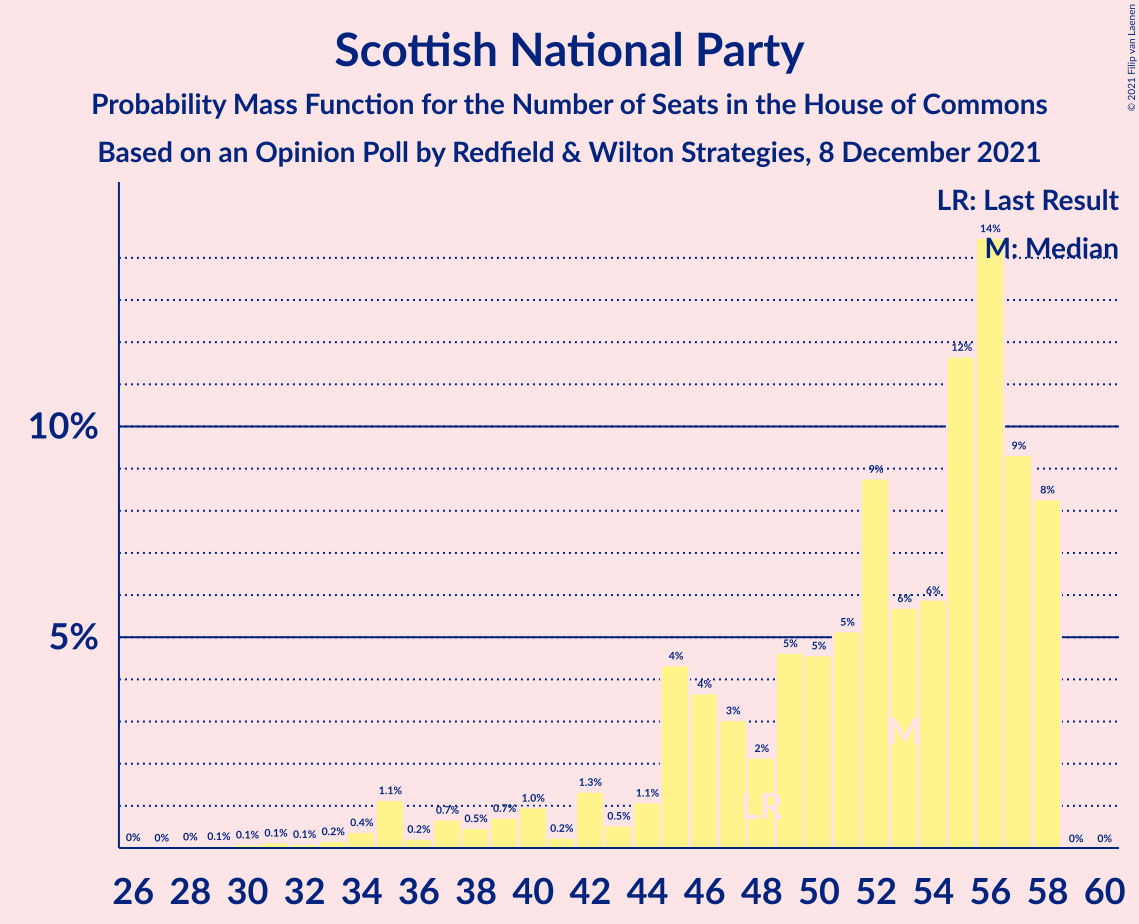 Scottish National Party
Probability Mass Function for the Number of Seats in the House of Commons
Based on an Opinion Poll by Redfield & Wilton Strategies, 8 December 2021
© 2021 Filip van Laenen
LR: Last Result
M: Median
10%
5%
0% 0% 0% 0.1% 0.1% 0.1% 0.1% 0.2% 0.4% 1.1% 0.2% 0.7% 0.5% 0.7% 1.0% 0.2% 1.3% 0.5% 1.1% 4% 4% 3% 2% 5% 5% 5% 9% 6% 6% 12% 14% 9% 8% 0% 0%
M
LR
26 28 30 32 34 36 38 40 42 44 46 48 50 52 54 56 58 60